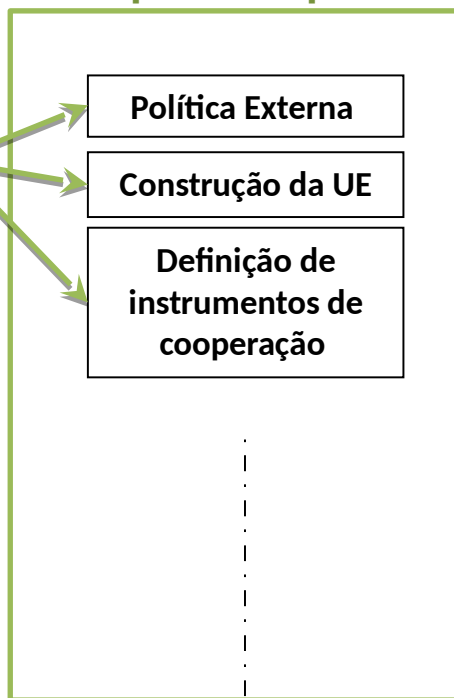 Política Externa
Construção da UE
Definição de
instrumentos de
cooperação